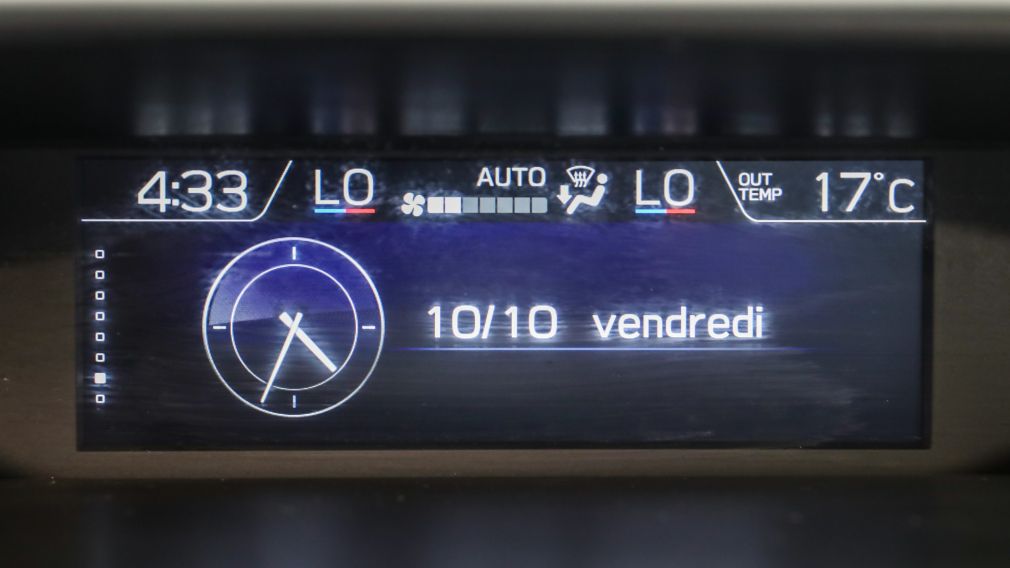 4:33 LO AUTO LO OUT TEMP 17°C
10/10 vendredi